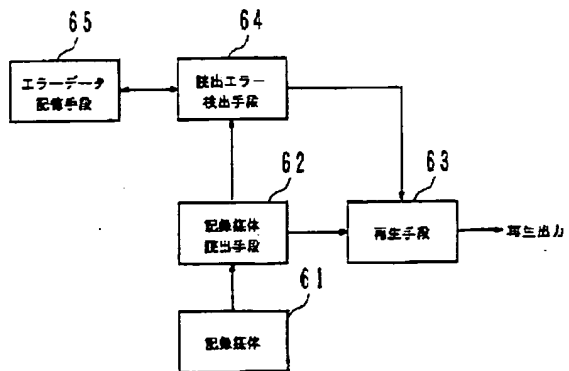 65
エラーデータ
記憶手段
64
読出エラー
検出手段
62
記録媒体
読出手段
63
再生手段
再生出力
61
記録媒体